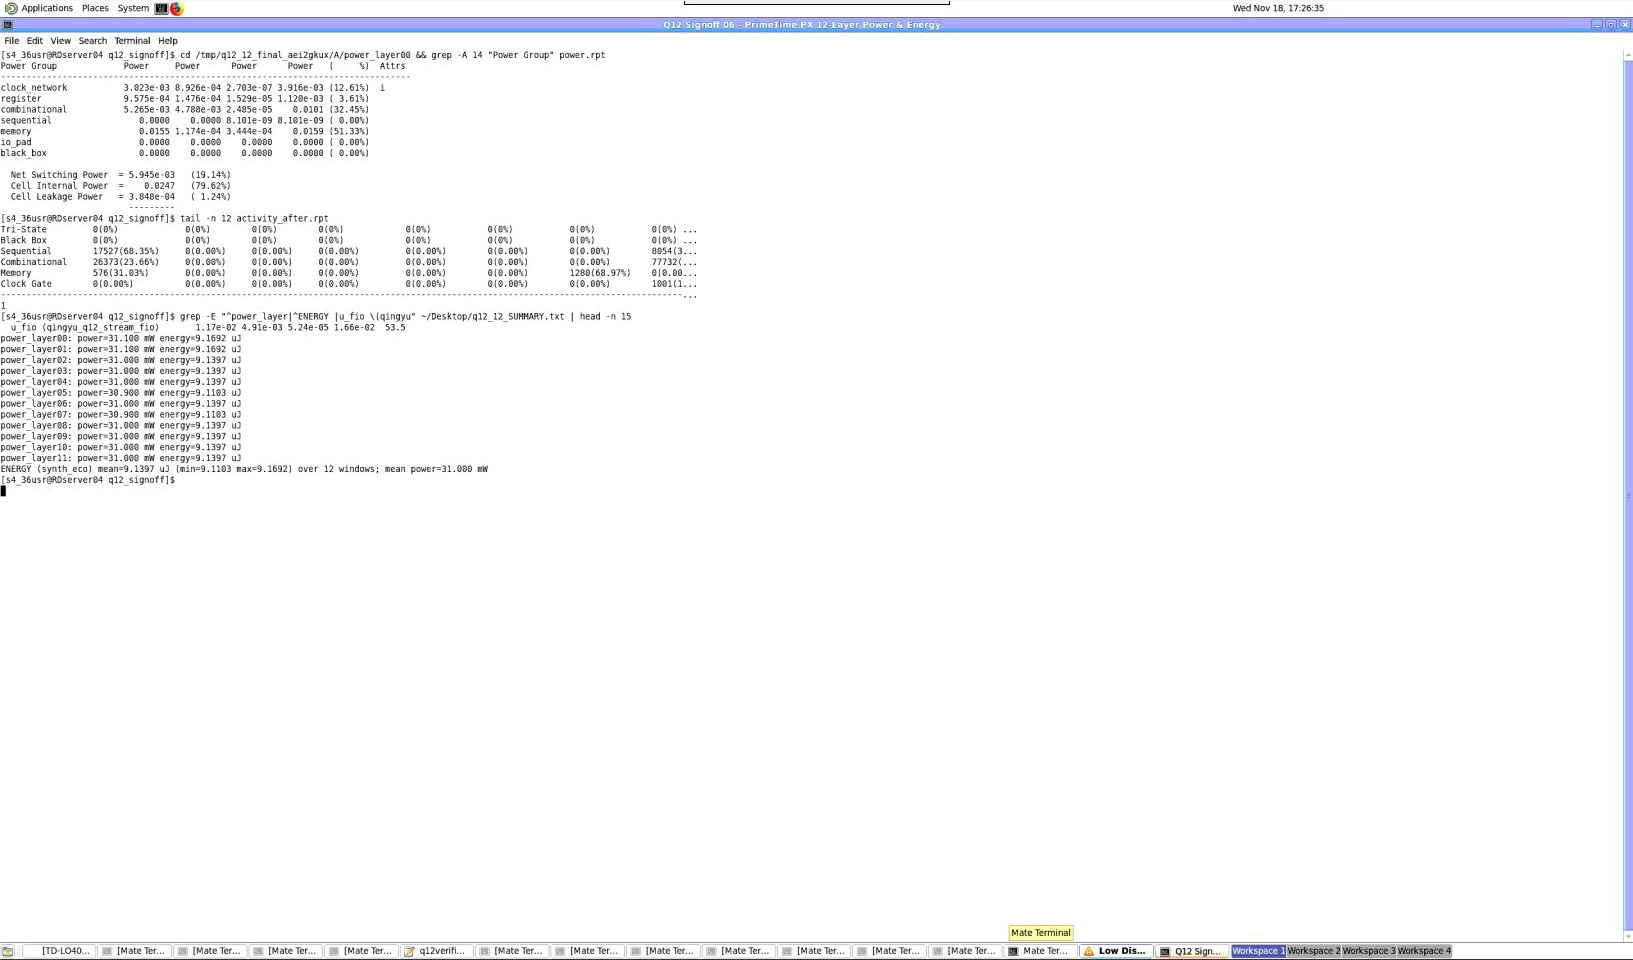 Applications Places System Wed Nov 18, 17:26:35
Q12 Signoff 06 - PrimeTime PX 12-Layer Power & Energy
File Edit View Search Terminal Help
[s4_36usr@RDserver04 q12_signoff]$ cd /tmp/q12_12_final_aei2gkux/A/power_layer00 && grep -A 14 "Power Group" power.rpt
Power Group Power Power Power Power ( %) Attrs
--------------------------------------------------------------------------------
clock_network 3.023e-03 8.926e-04 2.703e-07 3.916e-03 (12.61%) i
register 9.575e-04 1.476e-04 1.529e-05 1.120e-03 ( 3.61%)
combinational 5.265e-03 4.788e-03 2.485e-05 0.0101 (32.45%)
sequential 0.0000 0.0000 8.101e-09 8.101e-09 ( 0.00%)
memory 0.0155 1.174e-04 3.444e-04 0.0159 (51.33%)
io_pad 0.0000 0.0000 0.0000 0.0000 ( 0.00%)
black_box 0.0000 0.0000 0.0000 0.0000 ( 0.00%)
Net Switching Power = 5.945e-03 (19.14%)
Cell Internal Power = 0.0247 (79.62%)
Cell Leakage Power = 3.848e-04 ( 1.24%)
---------
[s4_36usr@RDserver04 q12_signoff]$ tail -n 12 activity_after.rpt
Tri-State 0(0%) 0(0%) 0(0%) 0(0%) 0(0%) 0(0%) 0(0%) 0(0%) ...
Black Box 0(0%) 0(0%) 0(0%) 0(0%) 0(0%) 0(0%) 0(0%) 0(0%) ...
Sequential 17527(68.35%) 0(0.00%) 0(0.00%) 0(0.00%) 0(0.00%) 0(0.00%) 0(0.00%) 8054(3...
Combinational 26373(23.66%) 0(0.00%) 0(0.00%) 0(0.00%) 0(0.00%) 0(0.00%) 0(0.00%) 77732(...
Memory 576(31.03%) 0(0.00%) 0(0.00%) 0(0.00%) 0(0.00%) 0(0.00%) 1280(68.97%) 0(0.00...
Clock Gate 0(0.00%) 0(0.00%) 0(0.00%) 0(0.00%) 0(0.00%) 0(0.00%) 0(0.00%) 1001(1...
--------------------------------------------------------------------------------...
1
[s4_36usr@RDserver04 q12_signoff]$ grep -E "^power_layer|^ENERGY |u_fio \(qingyu" ~/Desktop/q12_12_SUMMARY.txt | head -n 15
u_fio (qingyu_q12_stream_fio) 1.17e-02 4.91e-03 5.24e-05 1.66e-02 53.5
power_layer00: power=31.100 mW energy=9.1692 uJ
power_layer01: power=31.100 mW energy=9.1692 uJ
power_layer02: power=31.000 mW energy=9.1397 uJ
power_layer03: power=31.000 mW energy=9.1397 uJ
power_layer04: power=31.000 mW energy=9.1397 uJ
power_layer05: power=30.900 mW energy=9.1103 uJ
power_layer06: power=31.000 mW energy=9.1397 uJ
power_layer07: power=30.900 mW energy=9.1103 uJ
power_layer08: power=31.000 mW energy=9.1397 uJ
power_layer09: power=31.000 mW energy=9.1397 uJ
power_layer10: power=31.000 mW energy=9.1397 uJ
power_layer11: power=31.000 mW energy=9.1397 uJ
ENERGY (synth_eco) mean=9.1397 uJ (min=9.1103 max=9.1692) over 12 windows; mean power=31.000 mW
[s4_36usr@RDserver04 q12_signoff]$
Mate Terminal
[TD-LO40... [Mate Ter... [Mate Ter... [Mate Ter... [Mate Ter... q12verifi... [Mate Ter... [Mate Ter... [Mate Ter... [Mate Ter... [Mate Ter... [Mate Ter... [Mate Ter... Mate Ter... Low Dis... Q12 Sign... Workspace 1 Workspace 2 Workspace 3 Workspace 4